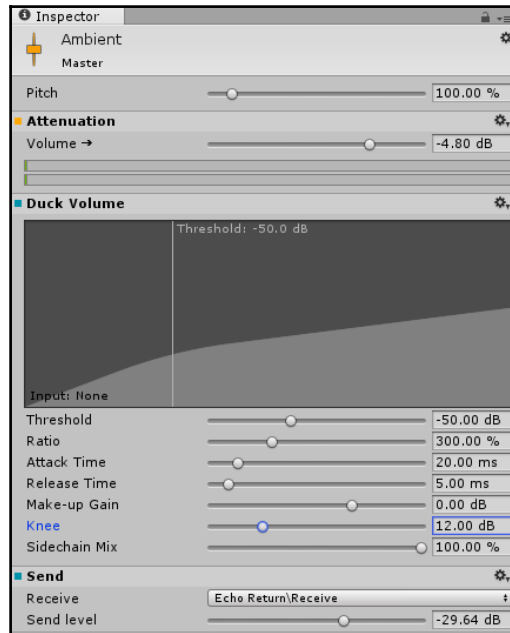 Inspector
Ambient
Master
Pitch 100.00 %
Attenuation
Volume → -4.80 dB
Duck Volume
Threshold: -50.0 dB
Input: None
Threshold -50.00 dB
Ratio 300.00 %
Attack Time 20.00 ms
Release Time 5.00 ms
Make-up Gain 0.00 dB
Knee 12.00 dB
Sidechain Mix 100.00 %
Send
Receive Echo Return\Receive
Send level -29.64 dB